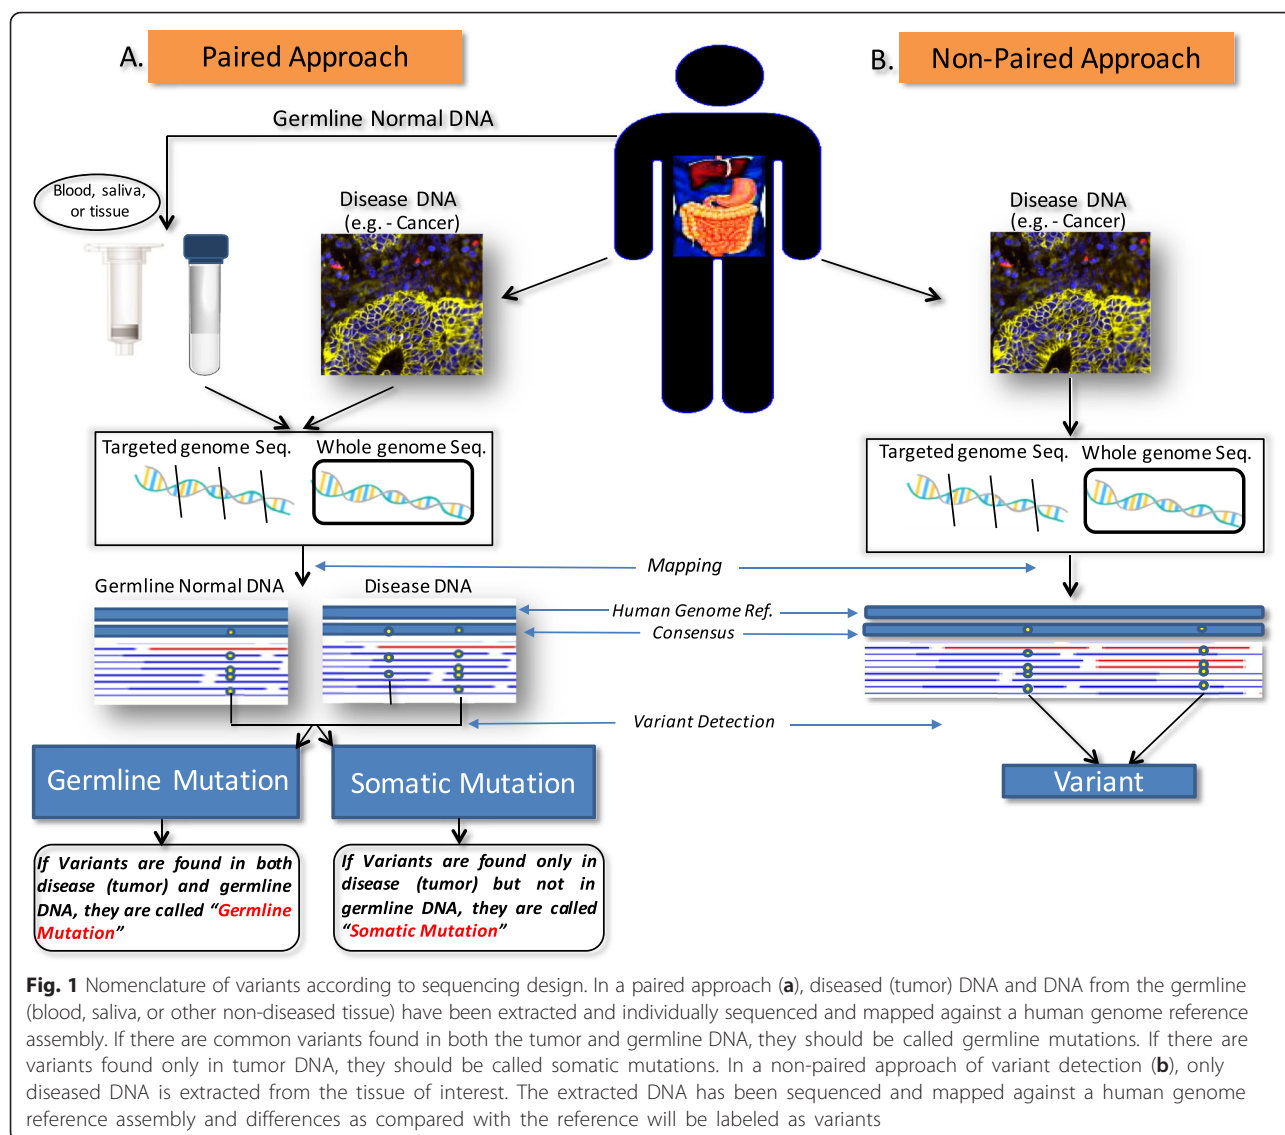 A. Paired Approach
B. Non-Paired Approach
Germline Normal DNA
Blood, saliva,
or tissue
Disease DNA
(e.g. - Cancer)
Disease DNA
(e.g. - Cancer)
Targeted genome Seq. Whole genome Seq.
Targeted genome Seq. Whole genome Seq.
Mapping
Germline Normal DNA
Disease DNA
Human Genome Ref.
Consensus
Variant Detection
Germline Mutation
Somatic Mutation
Variant
If Variants are found in both
disease (tumor) and germline
DNA, they are called “Germline
Mutation”
If Variants are found only in
disease (tumor) but not in
germline DNA, they are called
“Somatic Mutation”
Fig. 1 Nomenclature of variants according to sequencing design. In a paired approach (a), diseased (tumor) DNA and DNA from the germline
(blood, saliva, or other non-diseased tissue) have been extracted and individually sequenced and mapped against a human genome reference
assembly. If there are common variants found in both the tumor and germline DNA, they should be called germline mutations. If there are
variants found only in tumor DNA, they should be called somatic mutations. In a non-paired approach of variant detection (b), only
diseased DNA is extracted from the tissue of interest. The extracted DNA has been sequenced and mapped against a human genome
reference assembly and differences as compared with the reference will be labeled as variants